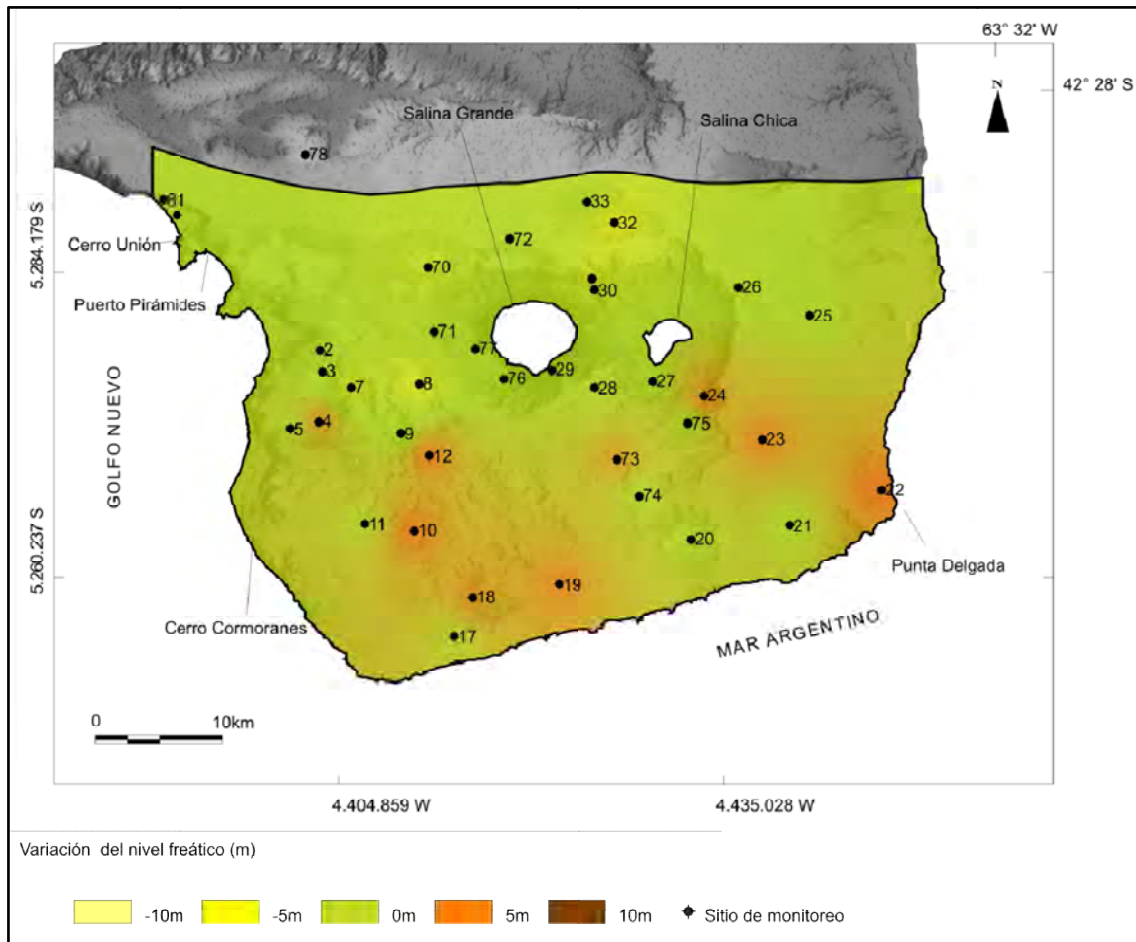 63° 32' W
N
42° 28' S
Salina Grande
Salina Chica
78
33
81
32
Cerro Unión
72
5.284.179 S
70
30
26
Puerto Pirámides
25
71
2
77
3
29
76
27
7
8
28
24
4
75
5
9
23
GOLFO NUEVO
12
73
22
74
11
10
21
20
Punta Delgada
5.260.237 S
19
18
Cerro Cormoranes
17
MAR ARGENTINO
0 10km
4.404.859 W 4.435.028 W
Variación del nivel freático (m)
-10m -5m 0m 5m 10m Sitio de monitoreo